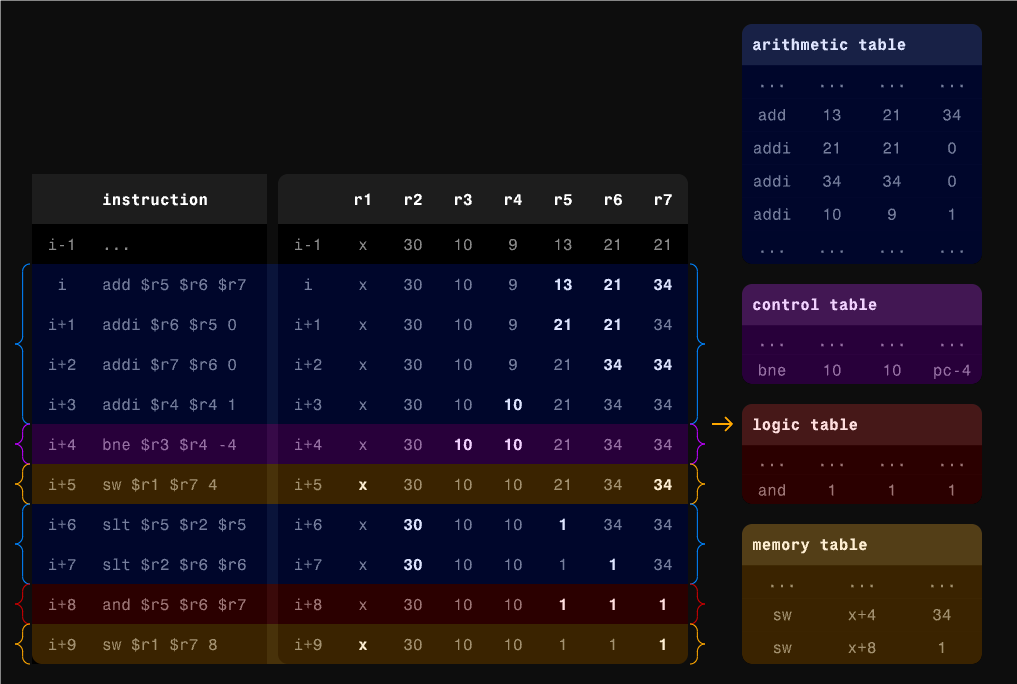 instruction r1 r2 r3 r4 r5 r6 r7
i-1 ... i-1 x 30 10 9 13 21 21
i add $r5 $r6 $r7 i x 30 10 9 13 21 34
i+1 addi $r6 $r5 0 i+1 x 30 10 9 21 21 34
i+2 addi $r7 $r6 0 i+2 x 30 10 9 21 34 34
i+3 addi $r4 $r4 1 i+3 x 30 10 10 21 34 34
i+4 bne $r3 $r4 -4 i+4 x 30 10 10 21 34 34
i+5 sw $r1 $r7 4 i+5 x 30 10 10 21 34 34
i+6 slt $r5 $r2 $r5 i+6 x 30 10 10 1 34 34
i+7 slt $r2 $r6 $r6 i+7 x 30 10 10 1 1 34
i+8 and $r5 $r6 $r7 i+8 x 30 10 10 1 1 1
i+9 sw $r1 $r7 8 i+9 x 30 10 10 1 1 1
arithmetic table
... ... ... ...
add 13 21 34
addi 21 21 0
addi 34 34 0
addi 10 9 1
... ... ... ...
control table
... ... ... ...
bne 10 10 pc-4
logic table
... ... ... ...
and 1 1 1
memory table
... ... ...
sw x+4 34
sw x+8 1